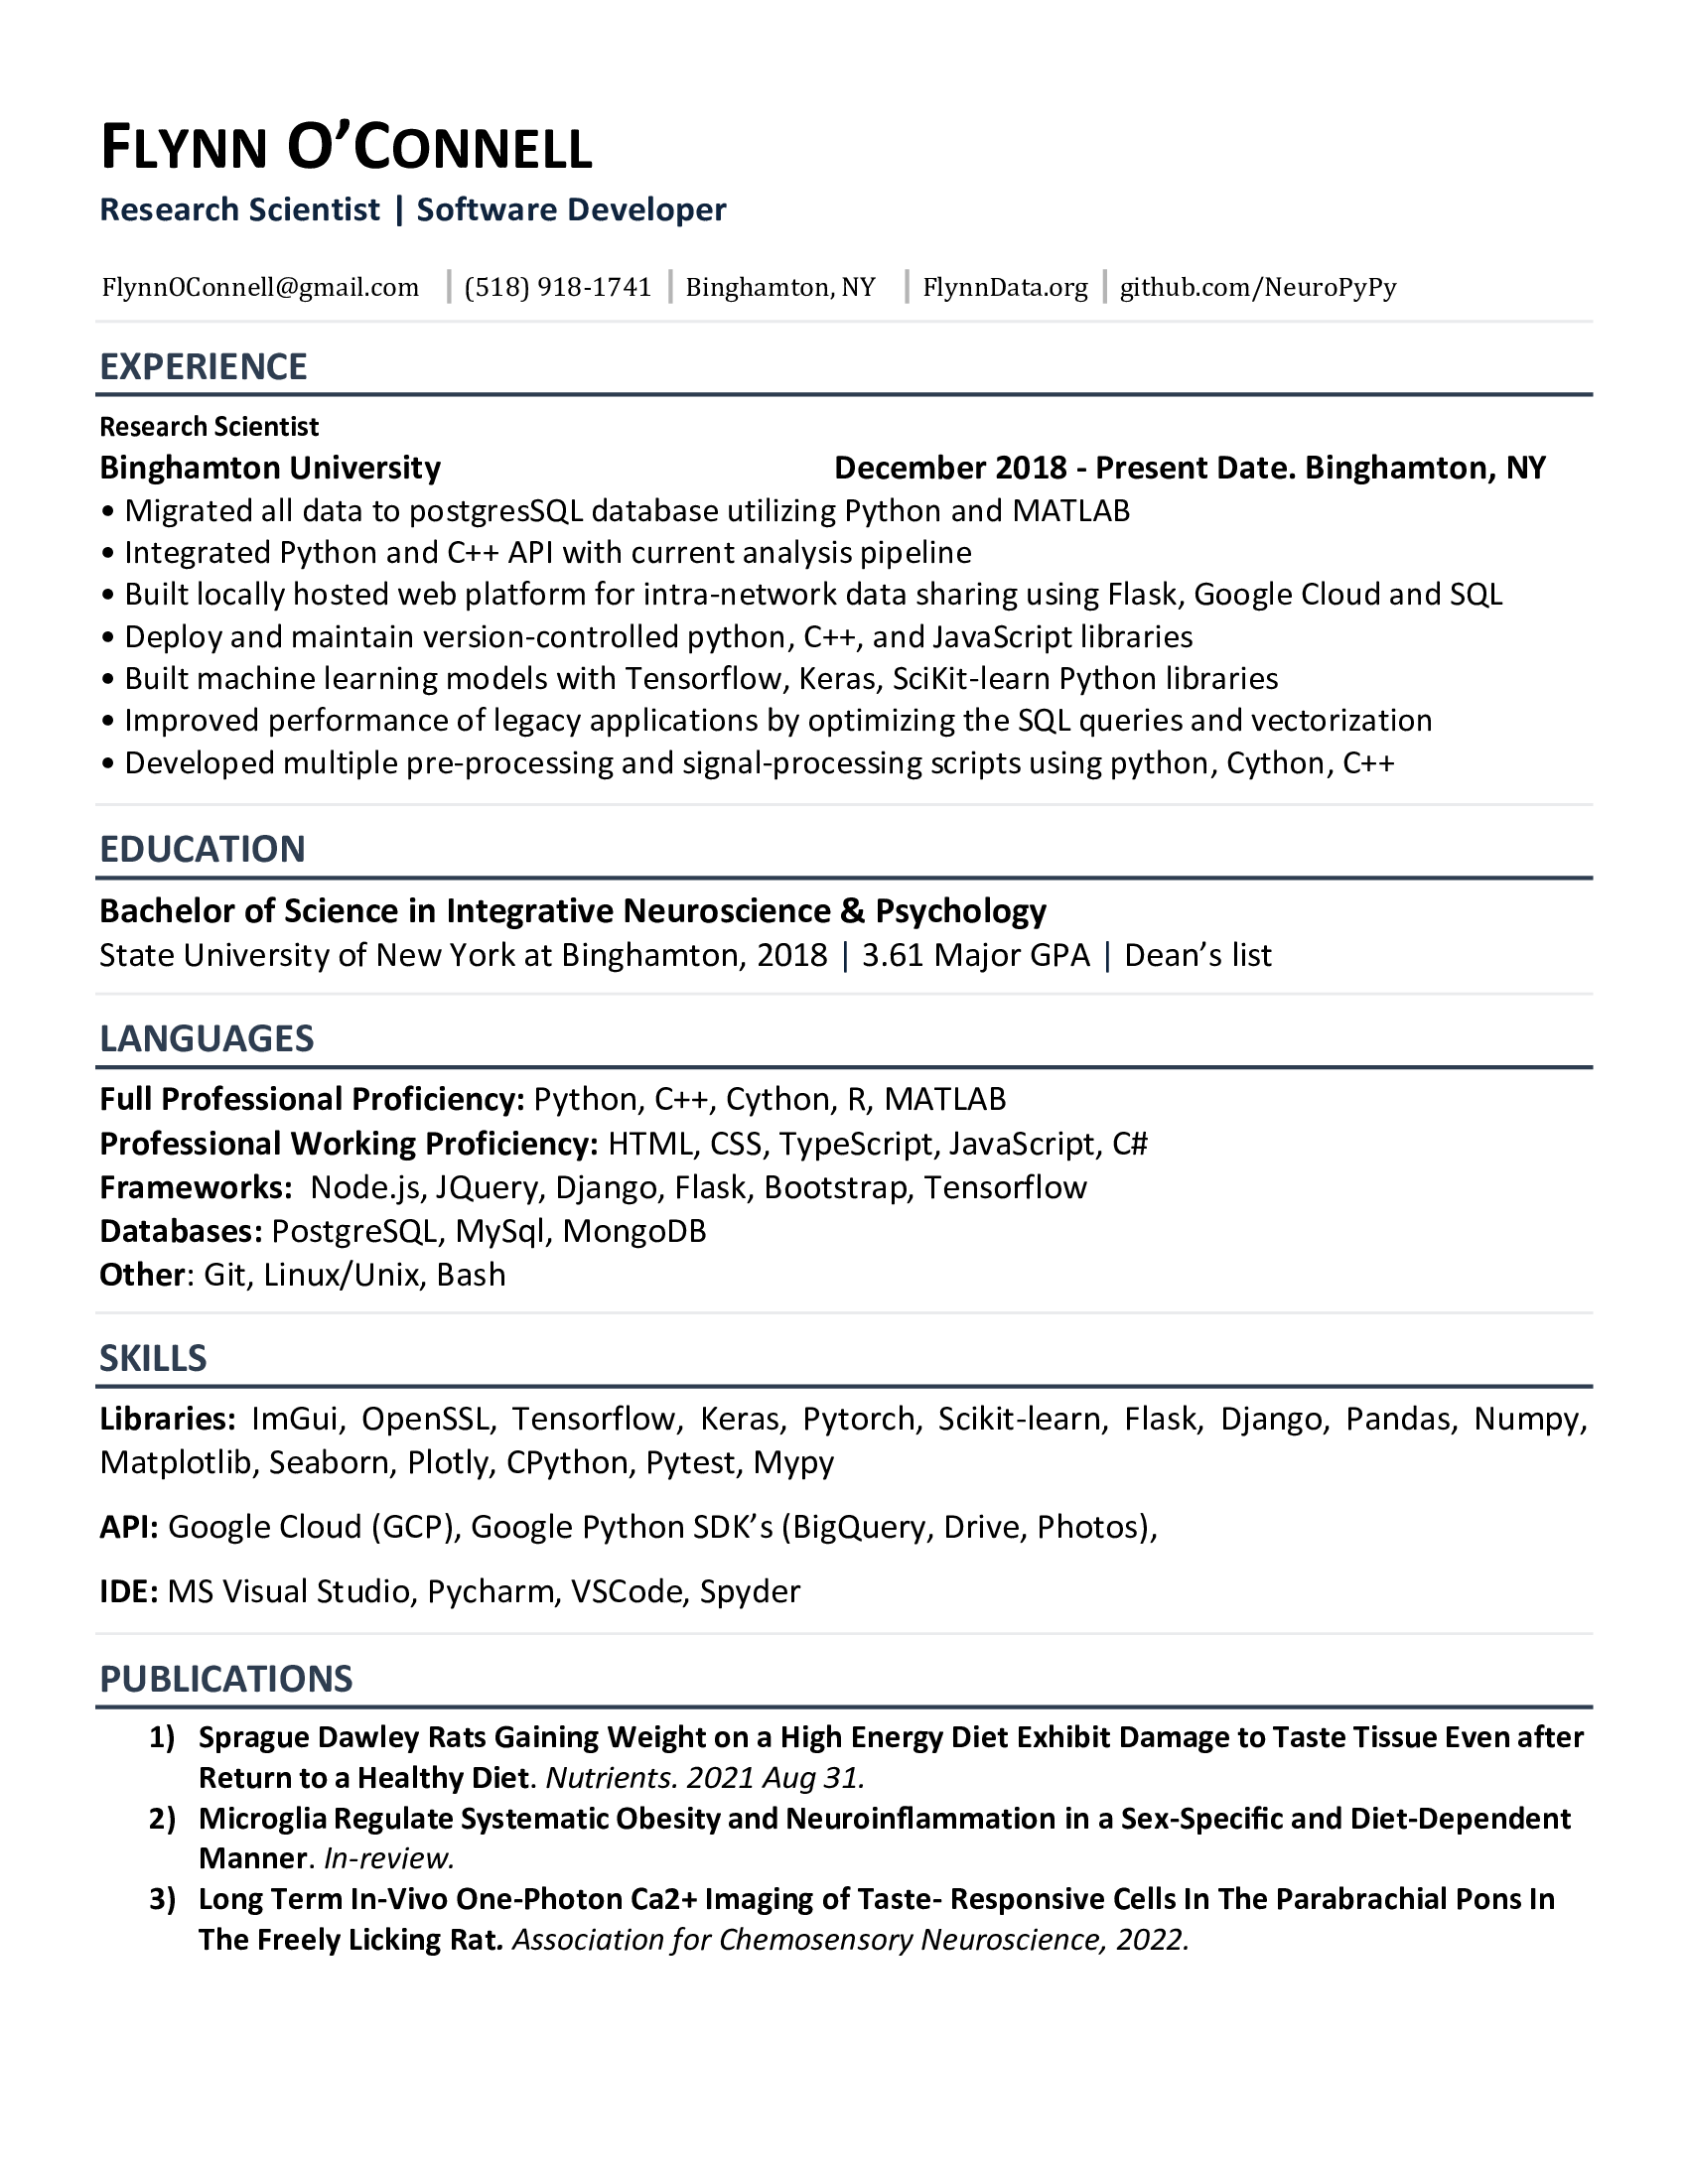 FLYNN O’CONNELL
Research Scientist | Software Developer
FlynnOConnell@gmail.com | (518) 918-1741 | Binghamton, NY | FlynnData.org | github.com/NeuroPyPy
EXPERIENCE
Research Scientist
Binghamton University December 2018 - Present Date. Binghamton, NY
• Migrated all data to postgresSQL database utilizing Python and MATLAB
• Integrated Python and C++ API with current analysis pipeline
• Built locally hosted web platform for intra-network data sharing using Flask, Google Cloud and SQL
• Deploy and maintain version-controlled python, C++, and JavaScript libraries
• Built machine learning models with Tensorflow, Keras, SciKit-learn Python libraries
• Improved performance of legacy applications by optimizing the SQL queries and vectorization
• Developed multiple pre-processing and signal-processing scripts using python, Cython, C++
EDUCATION
Bachelor of Science in Integrative Neuroscience & Psychology
State University of New York at Binghamton, 2018 | 3.61 Major GPA | Dean’s list
LANGUAGES
Full Professional Proficiency: Python, C++, Cython, R, MATLAB
Professional Working Proficiency: HTML, CSS, TypeScript, JavaScript, C#
Frameworks: Node.js, JQuery, Django, Flask, Bootstrap, Tensorflow
Databases: PostgreSQL, MySql, MongoDB
Other: Git, Linux/Unix, Bash
SKILLS
Libraries: ImGui, OpenSSL, Tensorflow, Keras, Pytorch, Scikit-learn, Flask, Django, Pandas, Numpy,
Matplotlib, Seaborn, Plotly, CPython, Pytest, Mypy
API: Google Cloud (GCP), Google Python SDK’s (BigQuery, Drive, Photos),
IDE: MS Visual Studio, Pycharm, VSCode, Spyder
PUBLICATIONS
1) Sprague Dawley Rats Gaining Weight on a High Energy Diet Exhibit Damage to Taste Tissue Even after
Return to a Healthy Diet. Nutrients. 2021 Aug 31.
2) Microglia Regulate Systematic Obesity and Neuroinflammation in a Sex-Specific and Diet-Dependent
Manner. In-review.
3) Long Term In-Vivo One-Photon Ca2+ Imaging of Taste- Responsive Cells In The Parabrachial Pons In
The Freely Licking Rat. Association for Chemosensory Neuroscience, 2022.